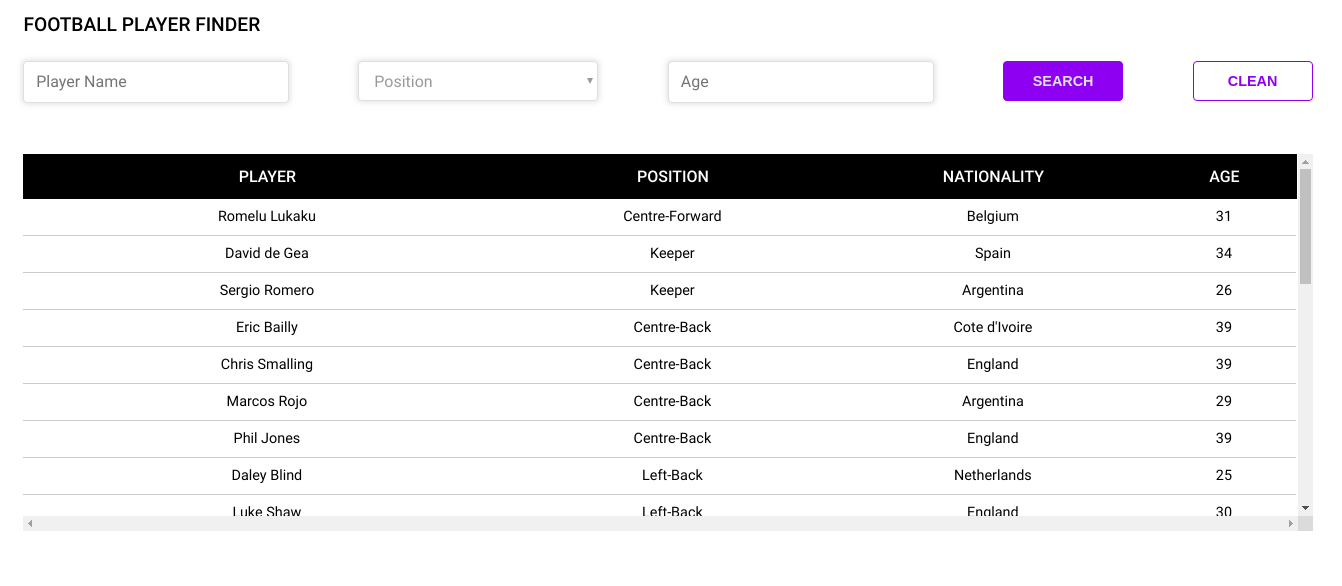 FOOTBALL PLAYER FINDER
Player Name Position Age SEARCH CLEAN
PLAYER POSITION NATIONALITY AGE
Romelu Lukaku Centre-Forward Belgium 31
David de Gea Keeper Spain 34
Sergio Romero Keeper Argentina 26
Eric Bailly Centre-Back Cote d'Ivoire 39
Chris Smalling Centre-Back England 39
Marcos Rojo Centre-Back Argentina 29
Phil Jones Centre-Back England 39
Daley Blind Left-Back Netherlands 25
Luke Shaw Left-Back England 30